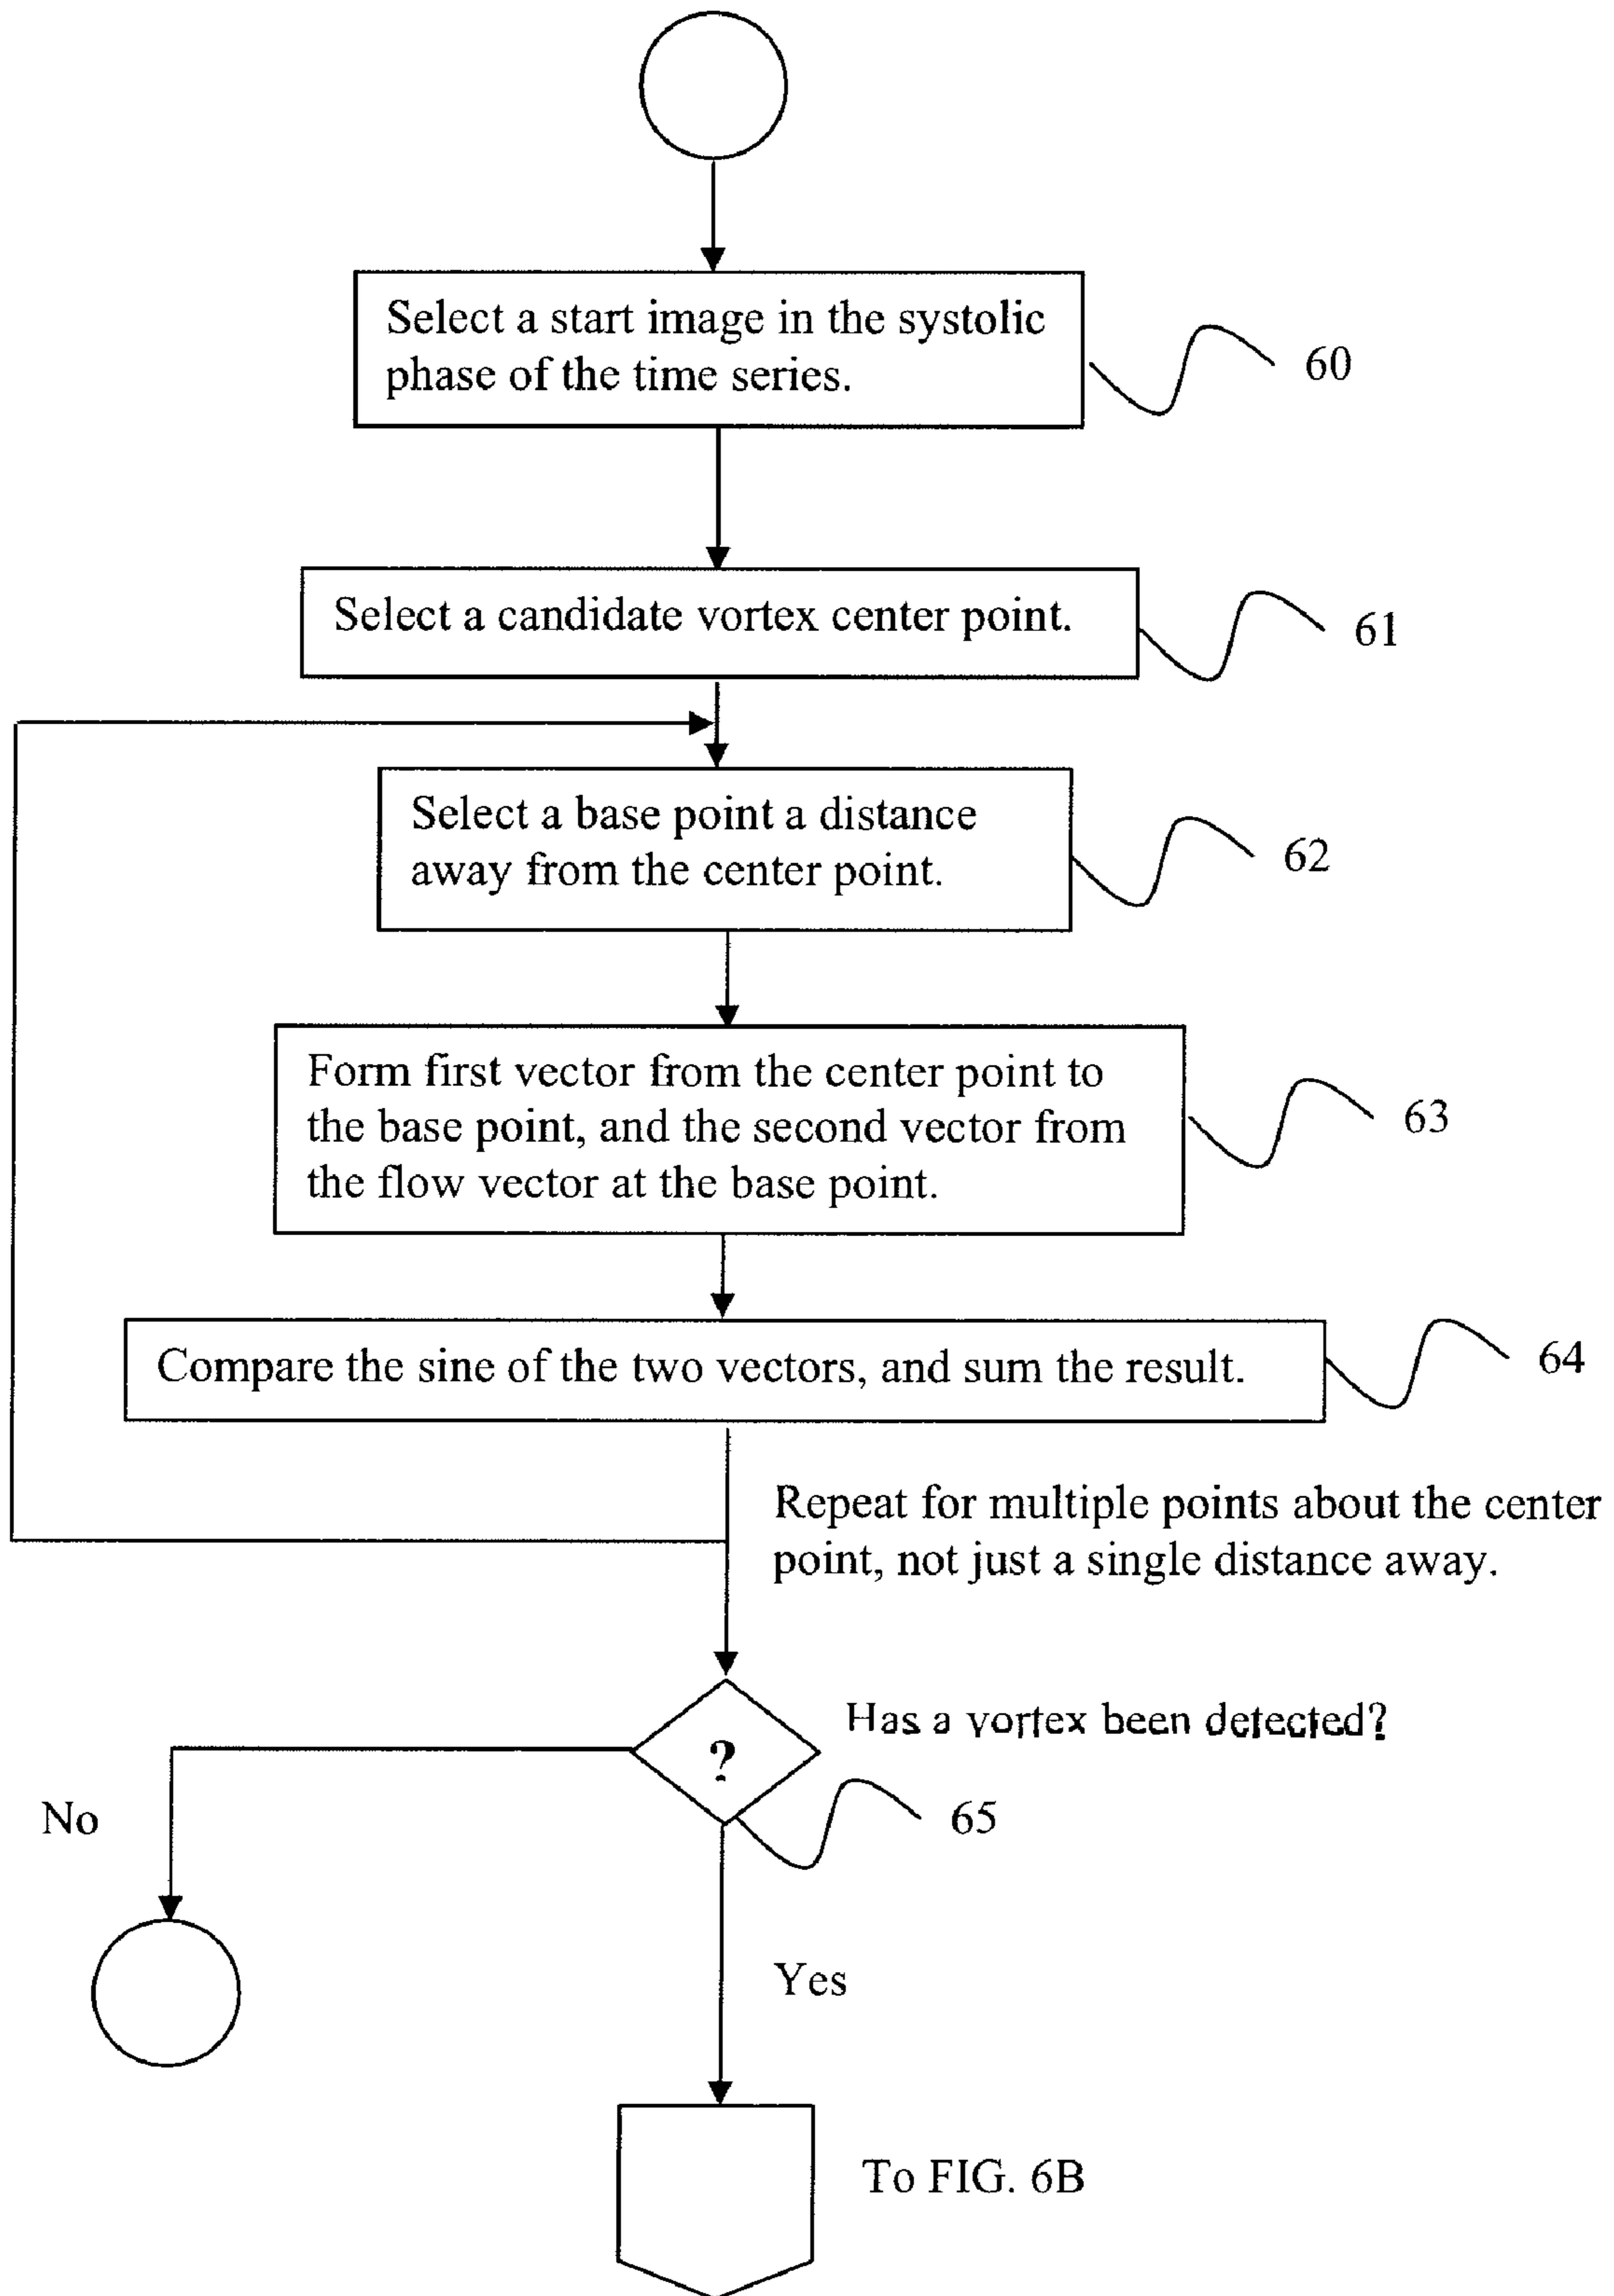 Select a start image in the systolic
phase of the time series.
60
Select a candidate vortex center point.
61
Select a base point a distance
away from the center point.
62
Form first vector from the center point to
the base point, and the second vector from
the flow vector at the base point.
63
Compare the sine of the two vectors, and sum the result.
64
Repeat for multiple points about the center
point, not just a single distance away.
Has a vortex been detected?
?
65
No
Yes
To FIG. 6B